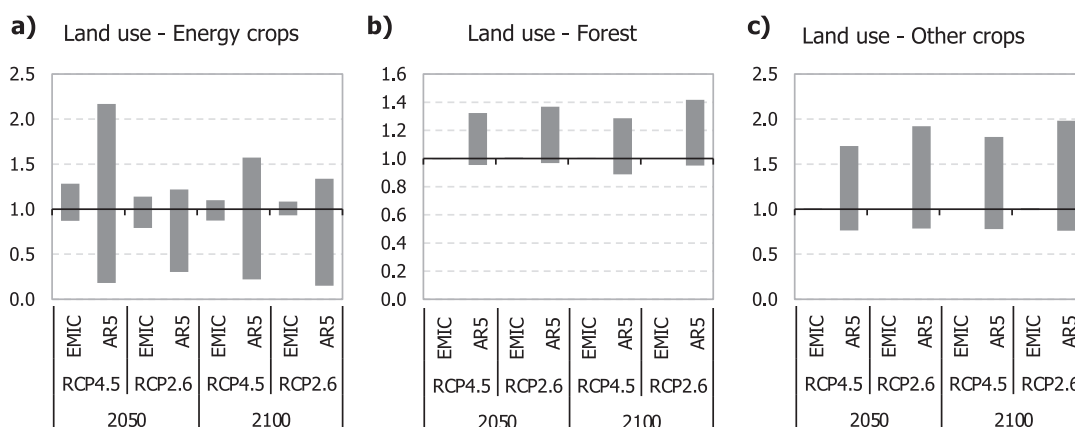 a) Land use - Energy crops
2.5
2.0
1.5
1.0
0.5
0.0
EMIC AR5 EMIC AR5 EMIC AR5 EMIC AR5
RCP4.5 RCP2.6 RCP4.5 RCP2.6
2050 2100
b) Land use - Forest
1.6
1.4
1.2
1.0
0.8
0.6
0.4
0.2
0.0
EMIC AR5 EMIC AR5 EMIC AR5 EMIC AR5
RCP4.5 RCP2.6 RCP4.5 RCP2.6
2050 2100
c) Land use - Other crops
2.5
2.0
1.5
1.0
0.5
0.0
EMIC AR5 EMIC AR5 EMIC AR5 EMIC AR5
RCP4.5 RCP2.6 RCP4.5 RCP2.6
2050 2100